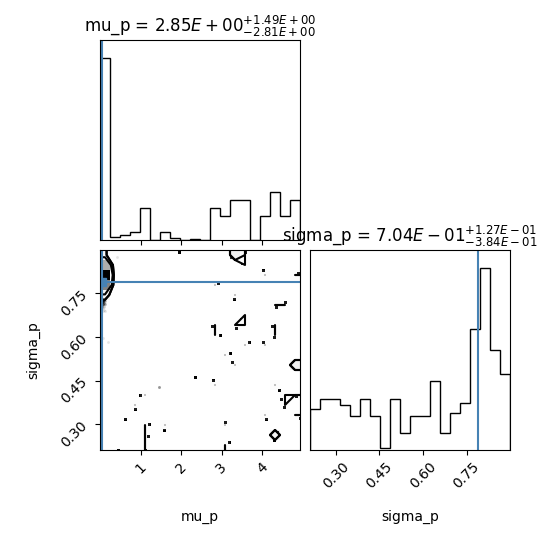 mu_p = 2.85E + 00+1.49E+00−2.81E+00
sigma_p = 7.04E − 01+1.27E−01−3.84E−01
sigma_p
0.75
0.60
0.45
0.30
1 2 3 4
0.30 0.45 0.60 0.75
mu_p sigma_p